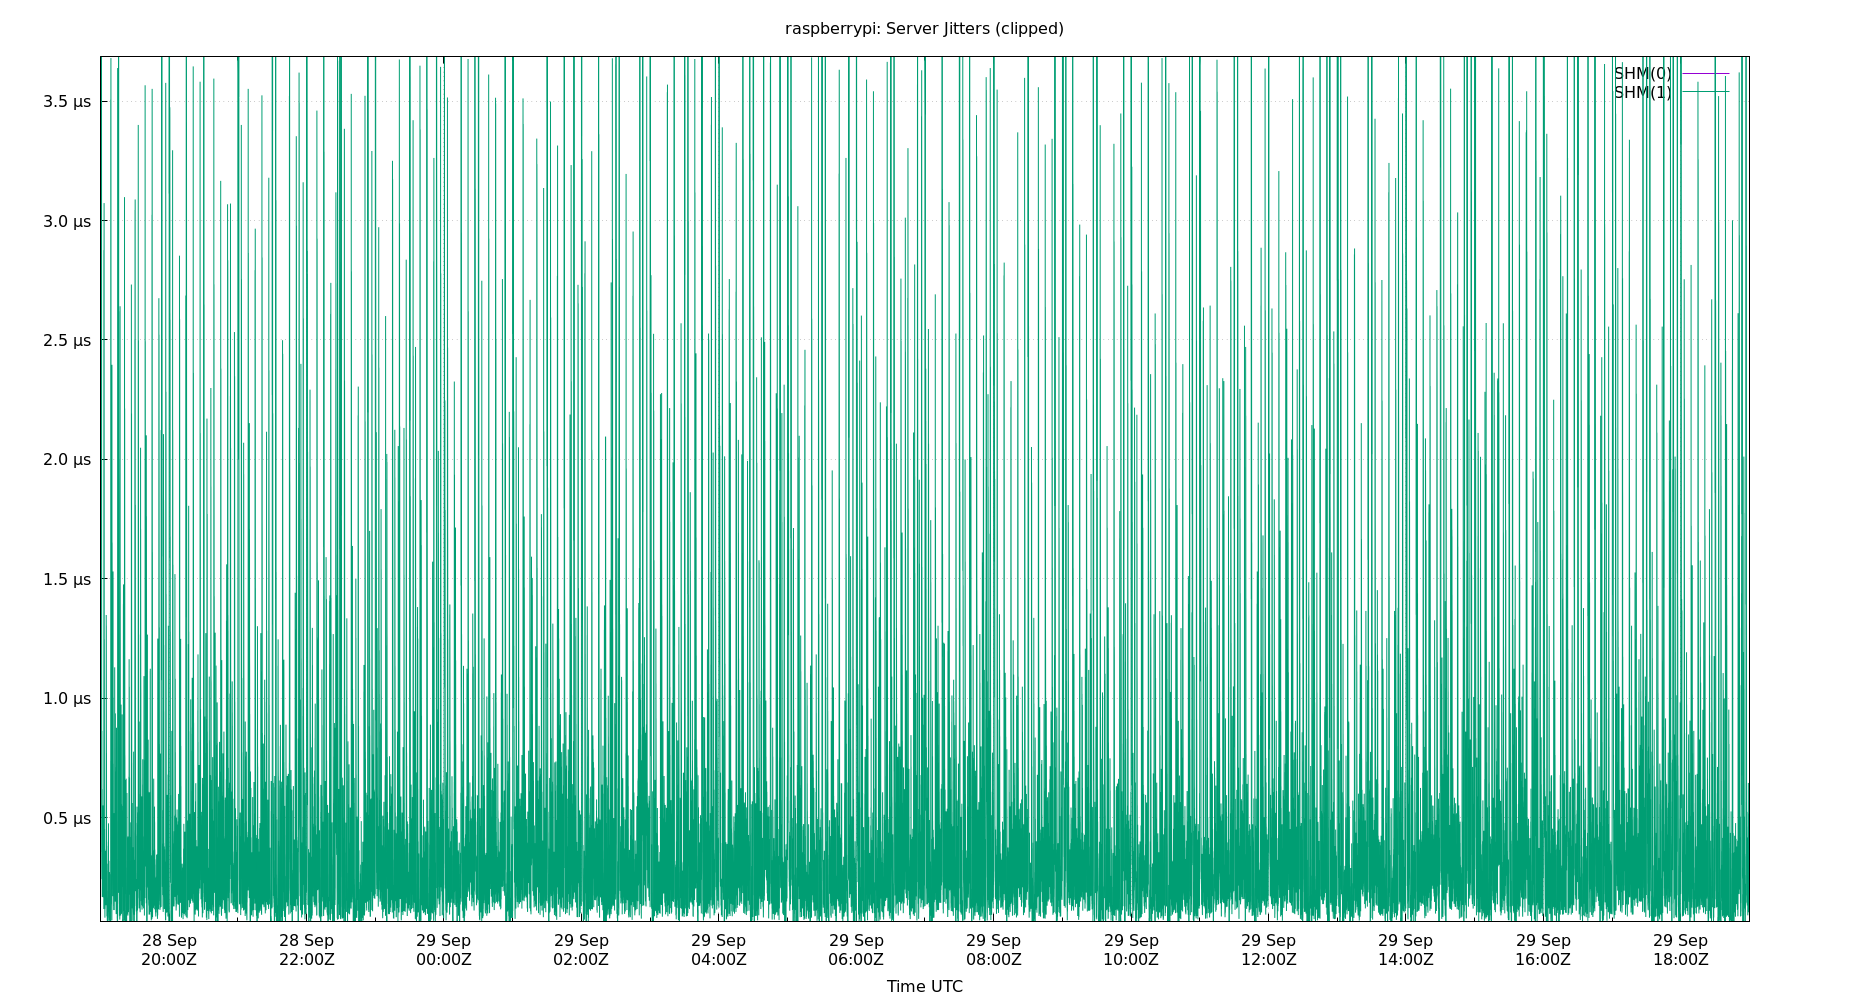 raspberrypi: Server Jitters (clipped)
SHM(0)
SHM(1)
3.5 µs
3.0 µs
2.5 µs
2.0 µs
1.5 µs
1.0 µs
0.5 µs
28 Sep 28 Sep 29 Sep 29 Sep 29 Sep 29 Sep 29 Sep 29 Sep 29 Sep 29 Sep 29 Sep 29 Sep
20:00Z 22:00Z 00:00Z 02:00Z 04:00Z 06:00Z 08:00Z 10:00Z 12:00Z 14:00Z 16:00Z 18:00Z
Time UTC